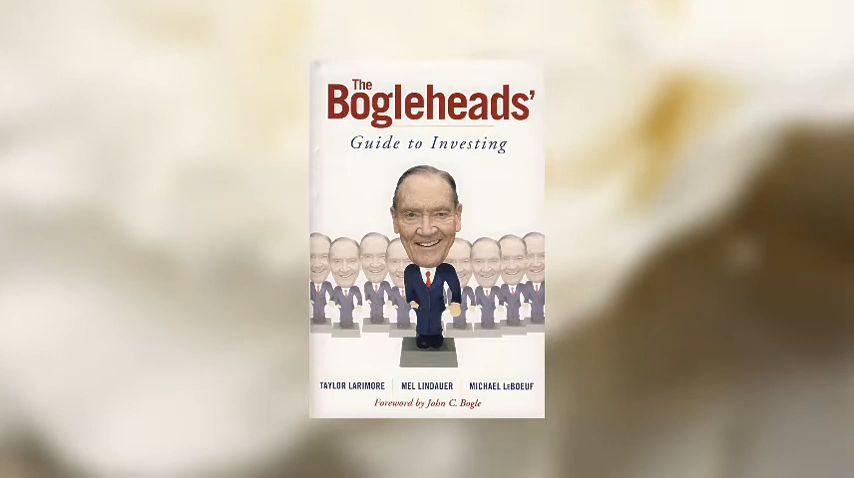 The
Bogleheads'
Guide to Investing
TAYLOR LARIMORE MEL LINDAUER MICHAEL LEBOEUF
Foreword by John C. Bogle